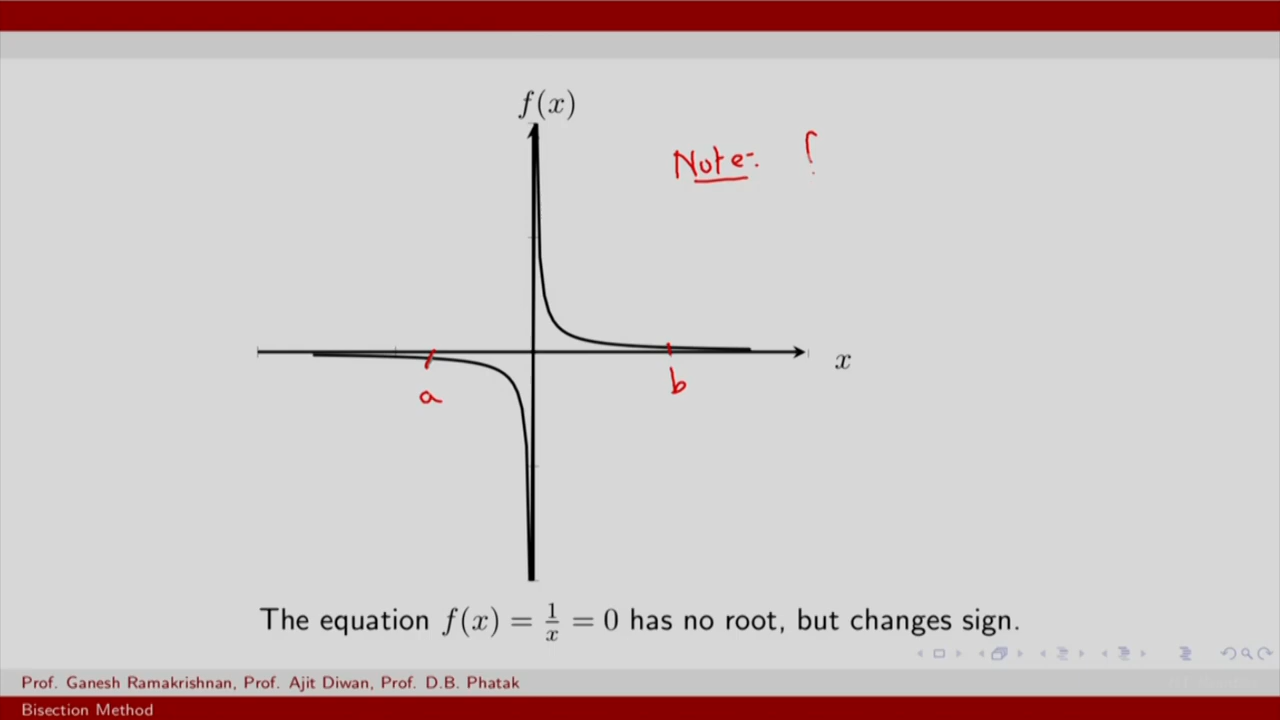 f(x)
Note:- f
x
a
b
The equation f(x) = 1/x = 0 has no root, but changes sign.
Prof. Ganesh Ramakrishnan, Prof. Ajit Diwan, Prof. D.B. Phatak
Bisection Method